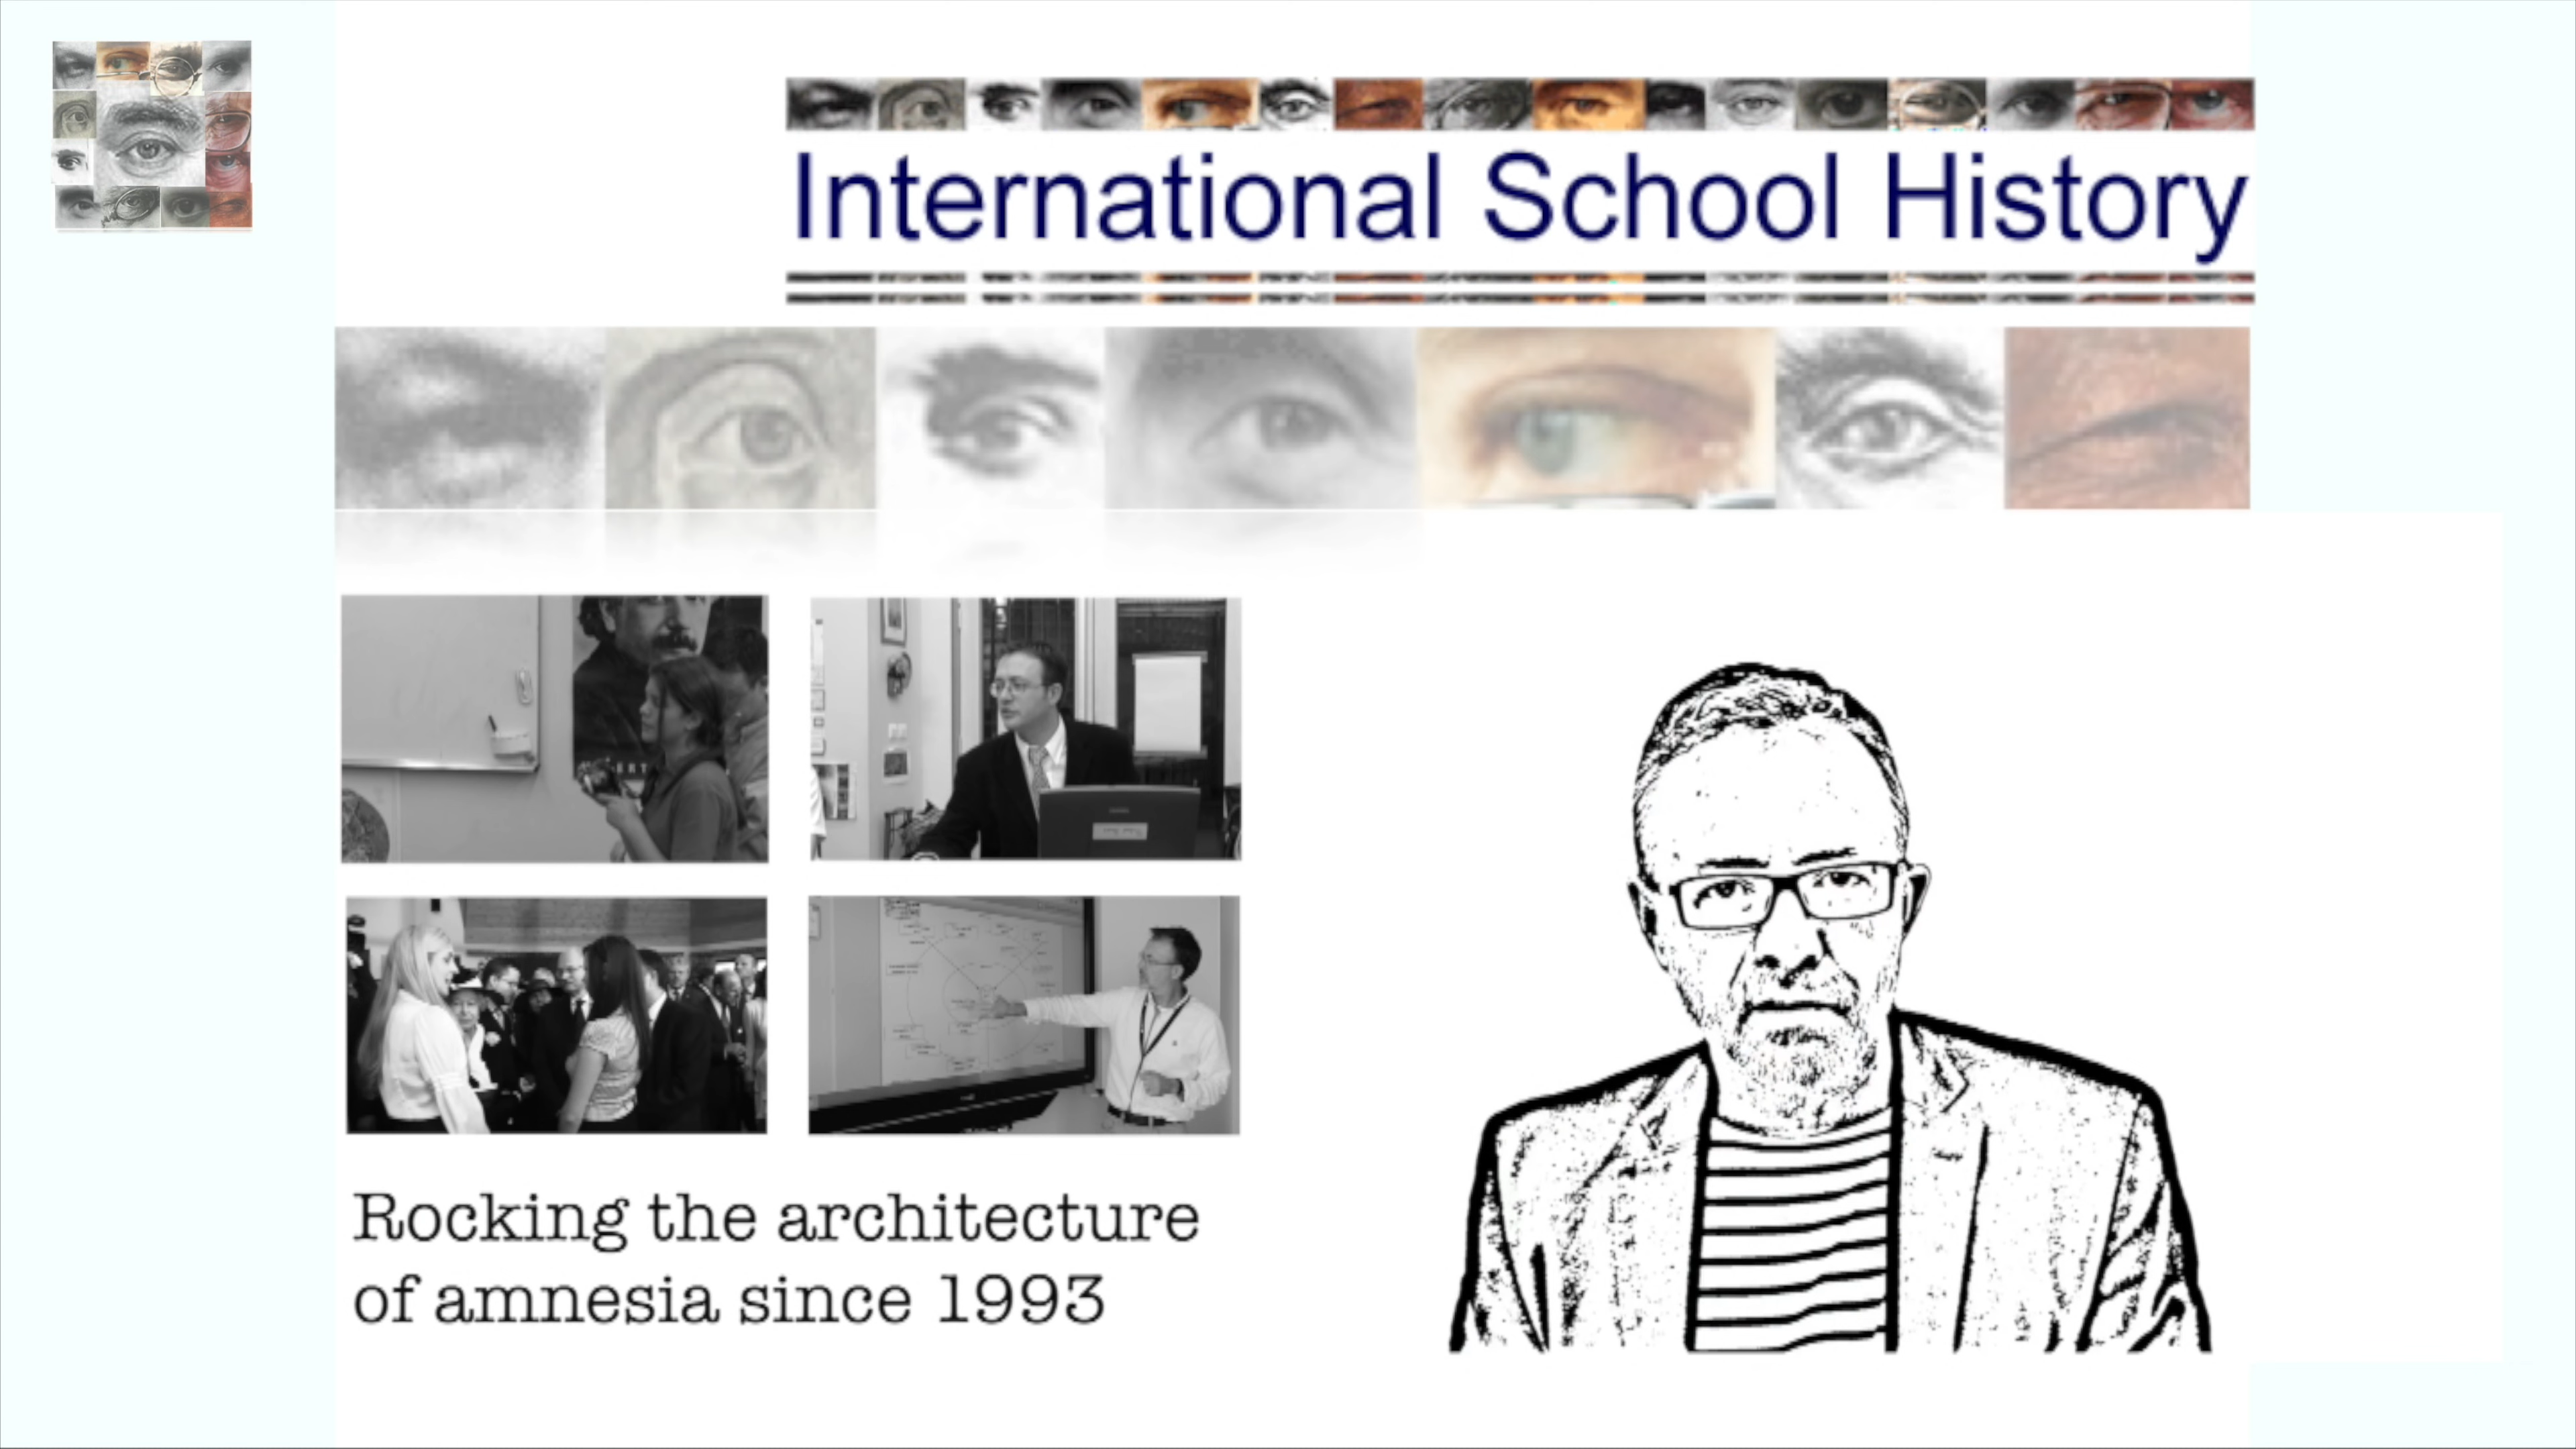 International School History
Rocking the architecture
of amnesia since 1993